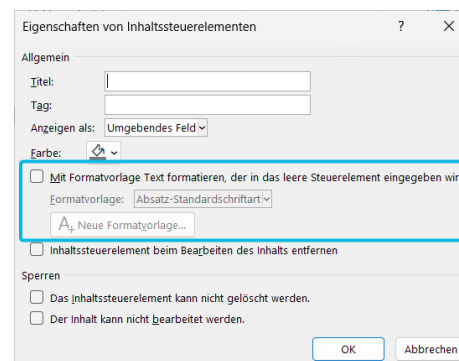 Eigenschaften von Inhaltssteuerelementen ? ×
Allgemein
Titel:
Tag:
Anzeigen als: Umgebendes Feld
Farbe:
Mit Formatvorlage Text formatieren, der in das leere Steuerelement eingegeben wir
Formatvorlage: Absatz-Standardschriftart
A+ Neue Formatvorlage...
Inhaltssteuerelement beim Bearbeiten des Inhalts entfernen
Sperren
Das Inhaltssteuerelement kann nicht gelöscht werden.
Der Inhalt kann nicht bearbeitet werden.
OK Abbrechen